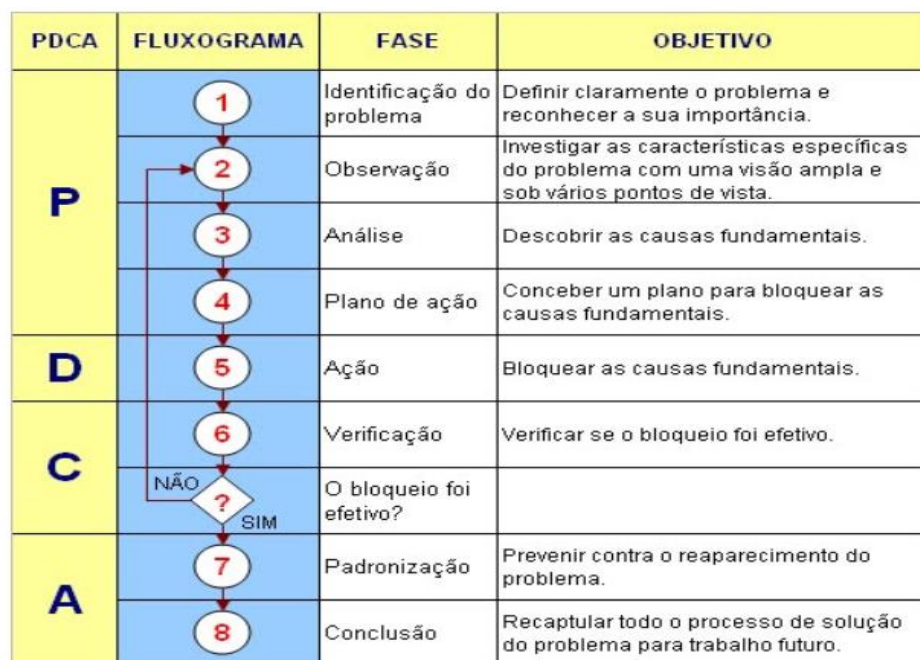 PDCA FLUXOGRAMA FASE OBJETIVO
P
1
Identificação do
problema
Definir claramente o problema e
reconhecer a sua importância.
2
Observação
Investigar as características específicas
do problema com uma visão ampla e
sob vários pontos de vista.
3
Análise
Descobrir as causas fundamentais.
4
Plano de ação
Conceber um plano para bloquear as
causas fundamentais.
D
5
Ação
Bloquear as causas fundamentais.
C
6
Verificação
Verificar se o bloqueio foi efetivo.
NÃO
?
SIM
O bloqueio foi
efetivo?
A
7
Padronização
Prevenir contra o reaparecimento do
problema.
8
Conclusão
Recaptular todo o processo de solução
do problema para trabalho futuro.